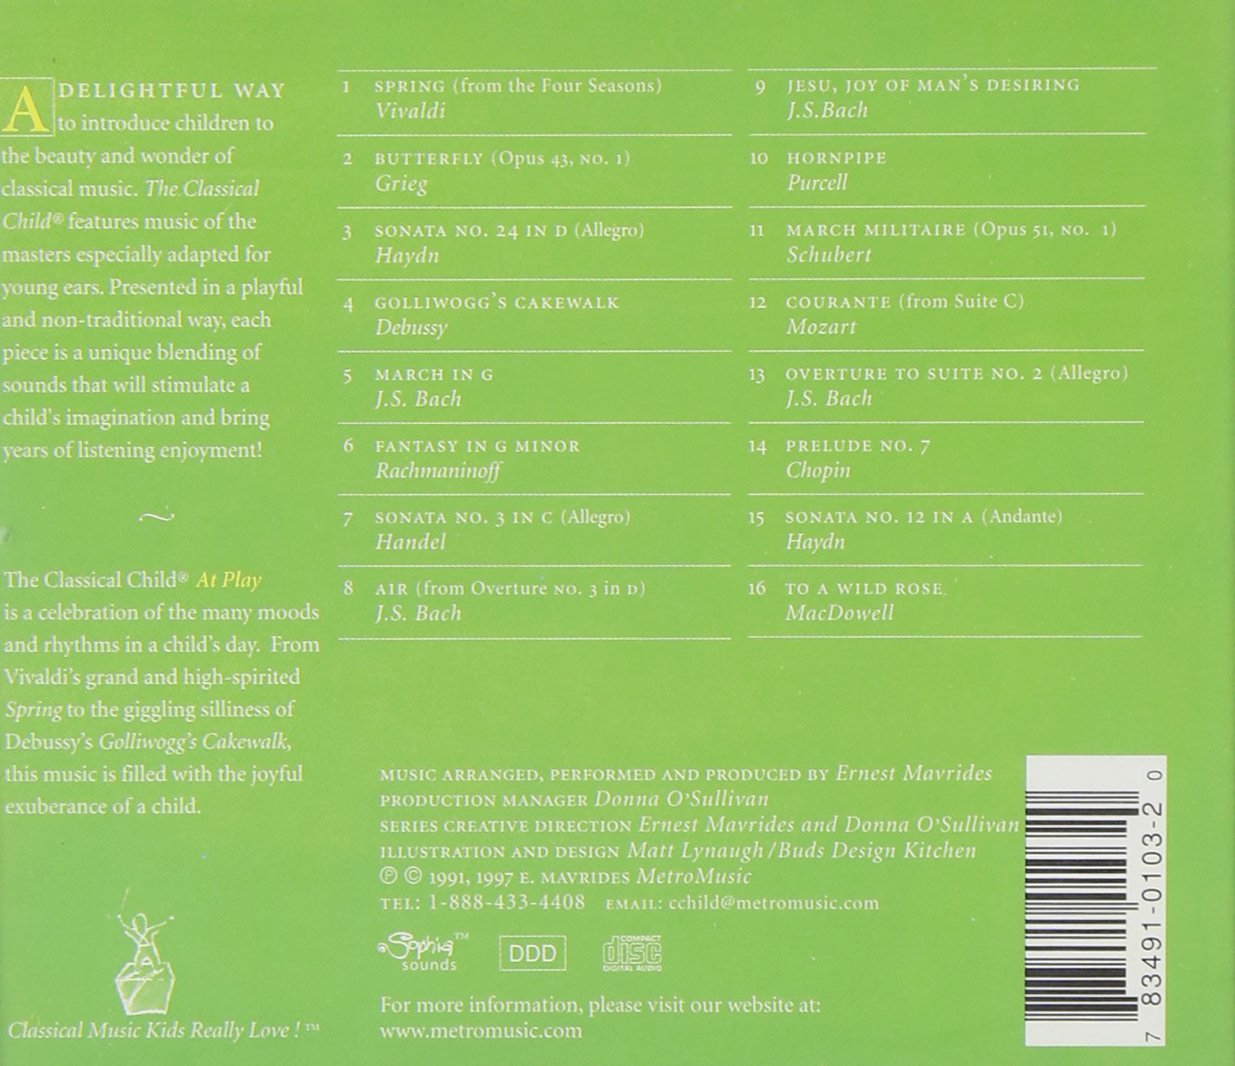 A DELIGHTFUL WAY
to introduce children to
the beauty and wonder of
classical music. The Classical
Child® features music of the
masters especially adapted for
young ears. Presented in a playful
and non-traditional way, each
piece is a unique blending of
sounds that will stimulate a
child's imagination and bring
years of listening enjoyment!
The Classical Child® At Play
is a celebration of the many moods
and rhythms in a child's day. From
Vivaldi's grand and high-spirited
Spring to the giggling silliness of
Debussy's Golliwogg's Cakewalk,
this music is filled with the joyful
exuberance of a child.
Classical Music Kids Really Love! ™
1 SPRING (from the Four Seasons)
Vivaldi
2 BUTTERFLY (Opus 43, NO. 1)
Grieg
3 SONATA NO. 24 IN D (Allegro)
Haydn
4 GOLLIWOGG'S CAKEWALK
Debussy
5 MARCH IN G
J.S. Bach
6 FANTASY IN G MINOR
Rachmaninoff
7 SONATA NO. 3 IN C (Allegro)
Handel
8 AIR (from Overture NO. 3 in D)
J.S. Bach
9 JESU, JOY OF MAN'S DESIRING
J.S.Bach
10 HORNPIPE
Purcell
11 MARCH MILITAIRE (Opus 51, NO. 1)
Schubert
12 COURANTE (from Suite C)
Mozart
13 OVERTURE TO SUITE NO. 2 (Allegro)
J.S. Bach
14 PRELUDE NO. 7
Chopin
15 SONATA NO. 12 IN A (Andante)
Haydn
16 TO A WILD ROSE
MacDowell
MUSIC ARRANGED, PERFORMED AND PRODUCED BY Ernest Mavrides
PRODUCTION MANAGER Donna O'Sullivan
SERIES CREATIVE DIRECTION Ernest Mavrides and Donna O'Sullivan
ILLUSTRATION AND DESIGN Matt Lynaugh/Buds Design Kitchen
℗ © 1991, 1997 E. MAVRIDES MetroMusic
TEL: 1-888-433-4408 EMAIL: cchild@metromusic.com
Sophia™
sounds
DDD
COMPACT
disc
DIGITAL AUDIO
For more information, please visit our website at:
www.metromusic.com
7 83491-0103-2 0